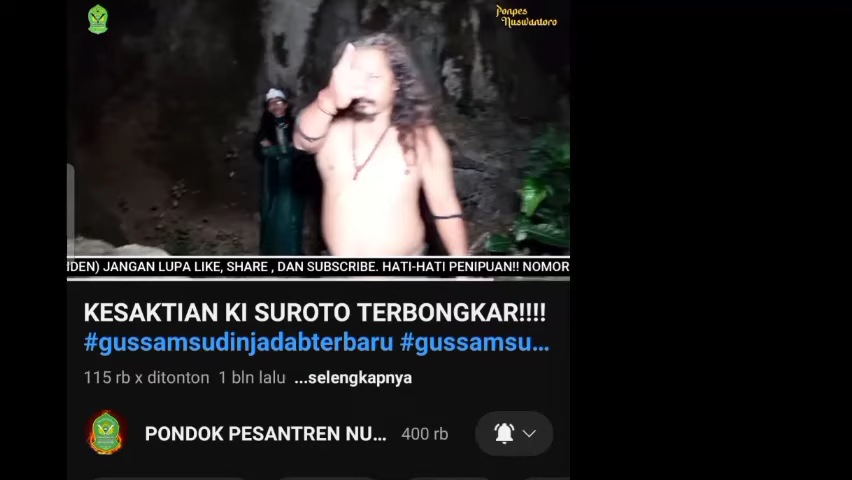 Ponpes
Nuswantoro
IDEN) JANGAN LUPA LIKE, SHARE , DAN SUBSCRIBE. HATI-HATI PENIPUAN!! NOMOR
KESAKTIAN KI SUROTO TERBONGKAR!!!!
#gussamsudinjadabterbaru #gussamsu...
115 rb x ditonton 1 bln lalu ...selengkapnya
PONDOK PESANTREN NU... 400 rb